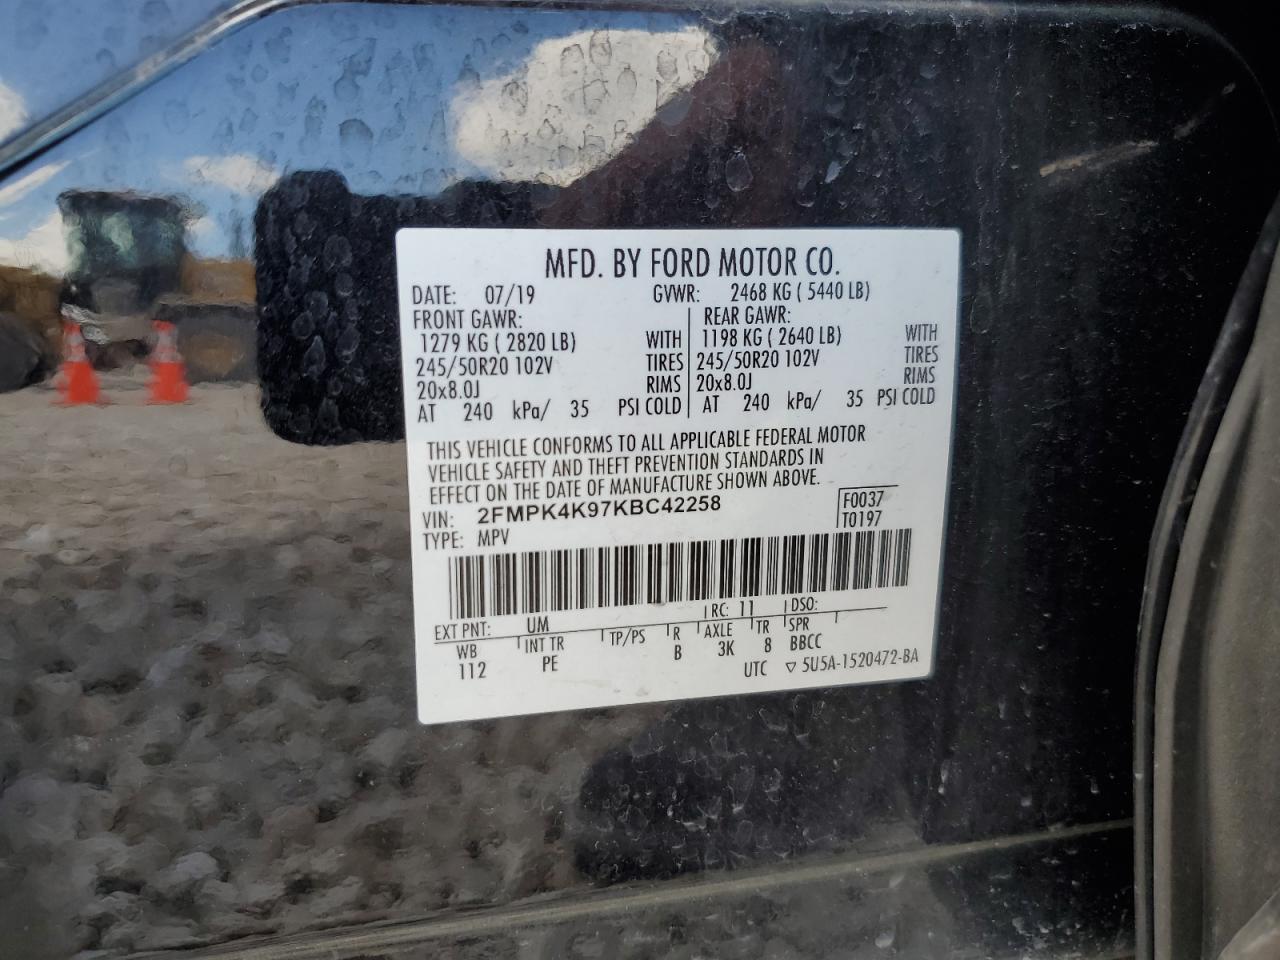 MFD. BY FORD MOTOR CO.
DATE: 07/19 GVWR: 2468 KG ( 5440 LB)
FRONT GAWR: REAR GAWR:
1279 KG ( 2820 LB) WITH 1198 KG ( 2640 LB) WITH
245/50R20 102V TIRES 245/50R20 102V TIRES
20x8.0J RIMS 20x8.0J RIMS
AT 240 kPa/ 35 PSI COLD AT 240 kPa/ 35 PSI COLD
THIS VEHICLE CONFORMS TO ALL APPLICABLE FEDERAL MOTOR
VEHICLE SAFETY AND THEFT PREVENTION STANDARDS IN
EFFECT ON THE DATE OF MANUFACTURE SHOWN ABOVE.
VIN: 2FMPK4K97KBC42258 F0037
TYPE: MPV T0197
EXT PNT: UM RC: 11 DSO:
WB INT TR TP/PS R AXLE TR SPR
112 PE B 3K 8 BBCC
UTC ▽ 5U5A-1520472-BA